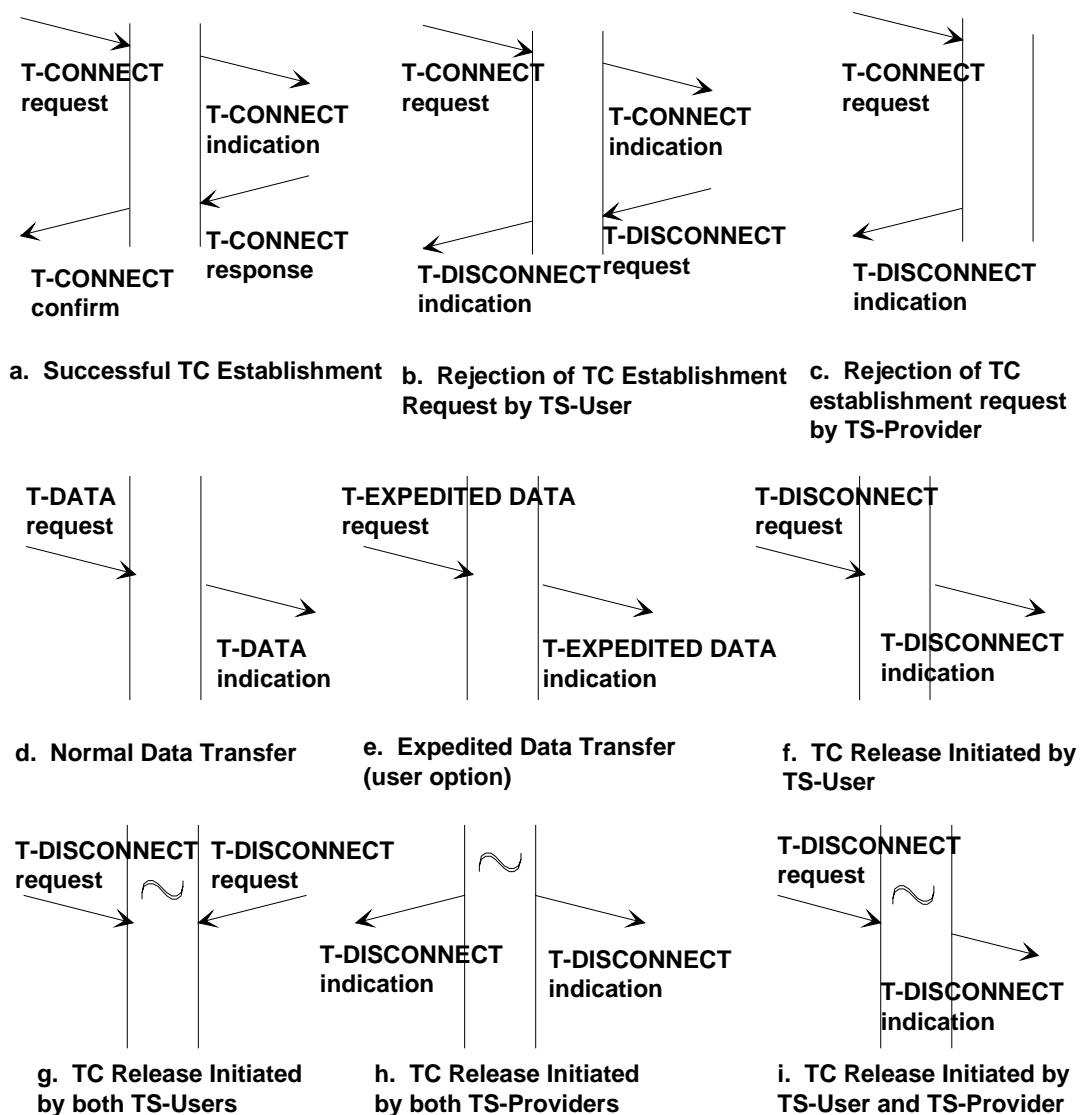 T-CONNECT
request
T-CONNECT
indication
T-CONNECT
response
T-CONNECT
confirm
a. Successful TC Establishment
T-CONNECT
request
T-CONNECT
indication
T-DISCONNECT
request
T-DISCONNECT
indication
b. Rejection of TC Establishment
Request by TS-User
T-CONNECT
request
T-DISCONNECT
indication
c. Rejection of TC
establishment request
by TS-Provider
T-DATA
request
T-DATA
indication
d. Normal Data Transfer
T-EXPEDITED DATA
request
T-EXPEDITED DATA
indication
e. Expedited Data Transfer
(user option)
T-DISCONNECT
request
T-DISCONNECT
indication
f. TC Release Initiated by
TS-User
T-DISCONNECT
request
T-DISCONNECT
request
g. TC Release Initiated
by both TS-Users
T-DISCONNECT
indication
T-DISCONNECT
indication
h. TC Release Initiated
by both TS-Providers
T-DISCONNECT
request
T-DISCONNECT
indication
i. TC Release Initiated by
TS-User and TS-Provider